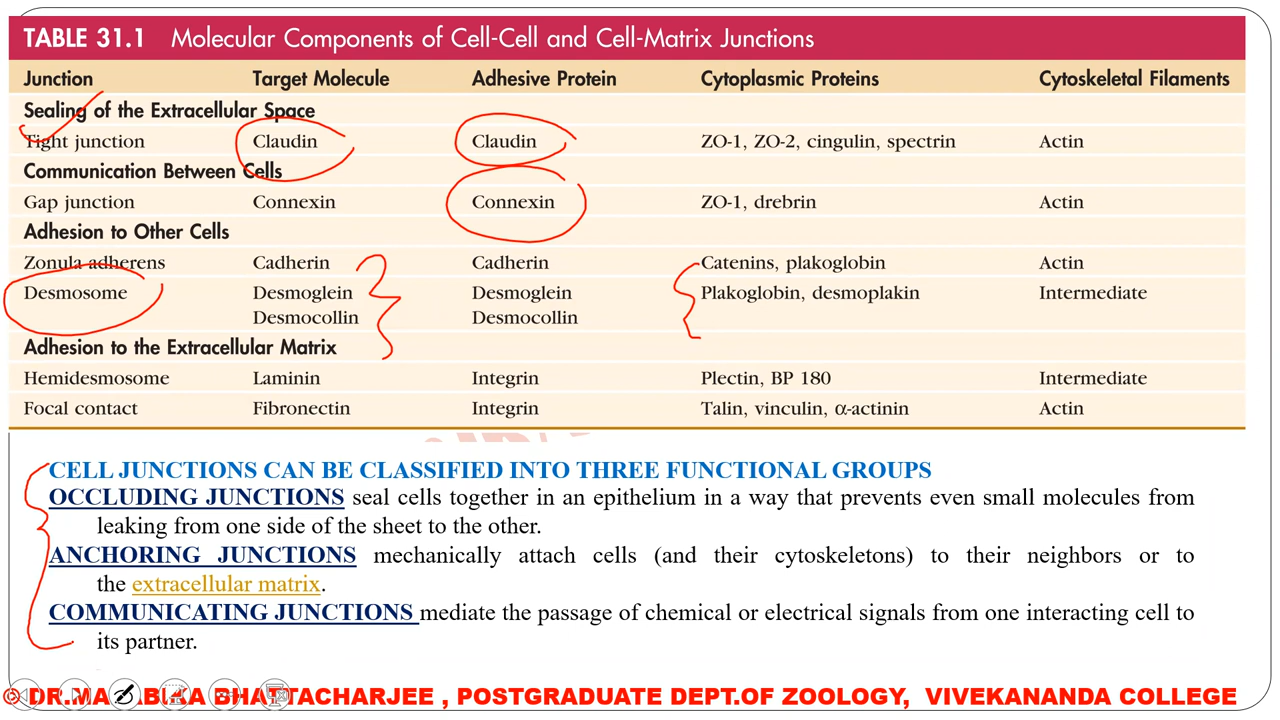 TABLE 31.1 Molecular Components of Cell-Cell and Cell-Matrix Junctions
Junction Target Molecule Adhesive Protein Cytoplasmic Proteins Cytoskeletal Filaments
Sealing of the Extracellular Space
Tight junction Claudin Claudin ZO-1, ZO-2, cingulin, spectrin Actin
Communication Between Cells
Gap junction Connexin Connexin ZO-1, drebrin Actin
Adhesion to Other Cells
Zonula adherens Cadherin Cadherin Catenins, plakoglobin Actin
Desmosome Desmoglein Desmoglein Plakoglobin, desmoplakin Intermediate
Desmocollin Desmocollin
Adhesion to the Extracellular Matrix
Hemidesmosome Laminin Integrin Plectin, BP 180 Intermediate
Focal contact Fibronectin Integrin Talin, vinculin, α-actinin Actin
CELL JUNCTIONS CAN BE CLASSIFIED INTO THREE FUNCTIONAL GROUPS
OCCLUDING JUNCTIONS seal cells together in an epithelium in a way that prevents even small molecules from
leaking from one side of the sheet to the other.
ANCHORING JUNCTIONS mechanically attach cells (and their cytoskeletons) to their neighbors or to
the extracellular matrix.
COMMUNICATING JUNCTIONS mediate the passage of chemical or electrical signals from one interacting cell to
its partner.
© BHATTACHARJEE , POSTGRADUATE DEPT.OF ZOOLOGY, VIVEKANANDA COLLEGE